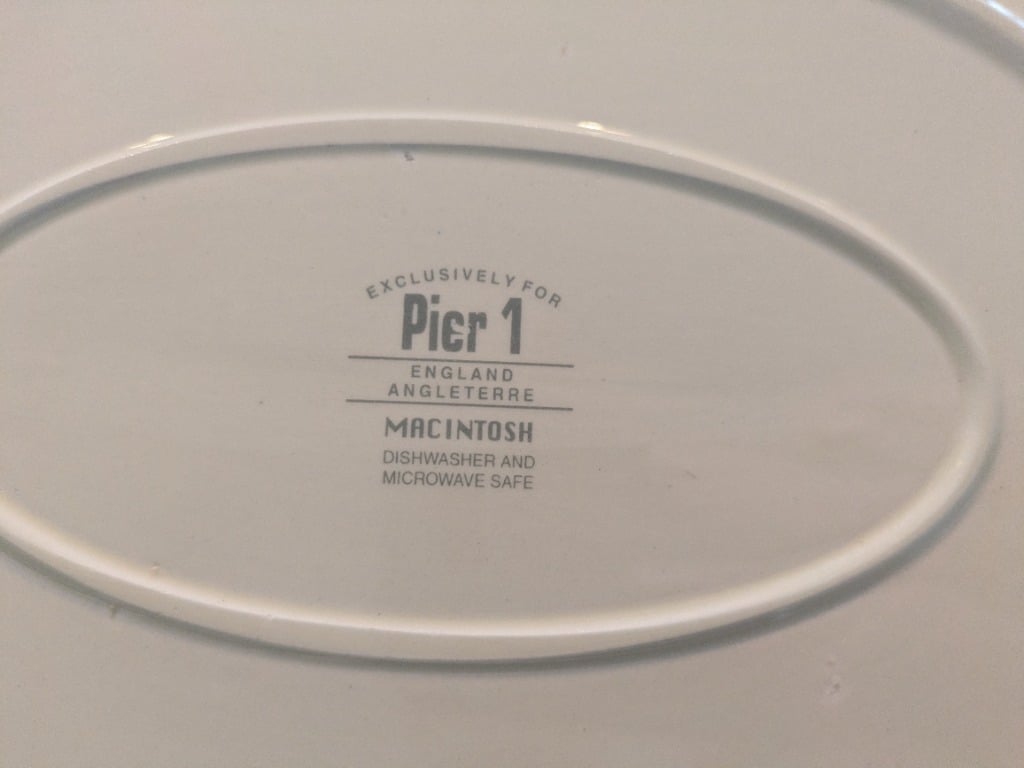 EXCLUSIVELY FOR
Pier 1
ENGLAND
ANGLETERRE
MACINTOSH
DISHWASHER AND
MICROWAVE SAFE